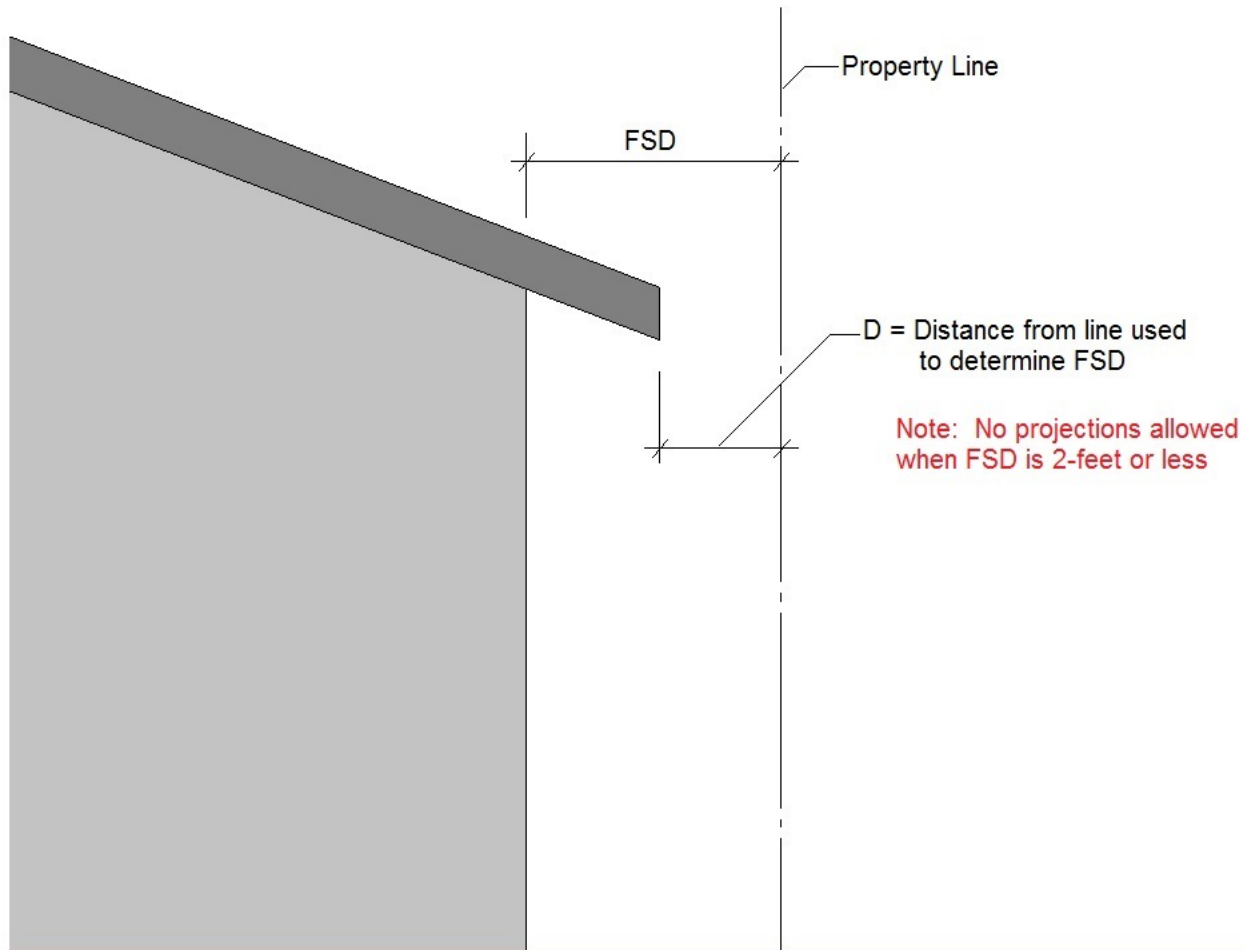 Property Line
FSD
D = Distance from line used
to determine FSD
Note: No projections allowed
when FSD is 2-feet or less